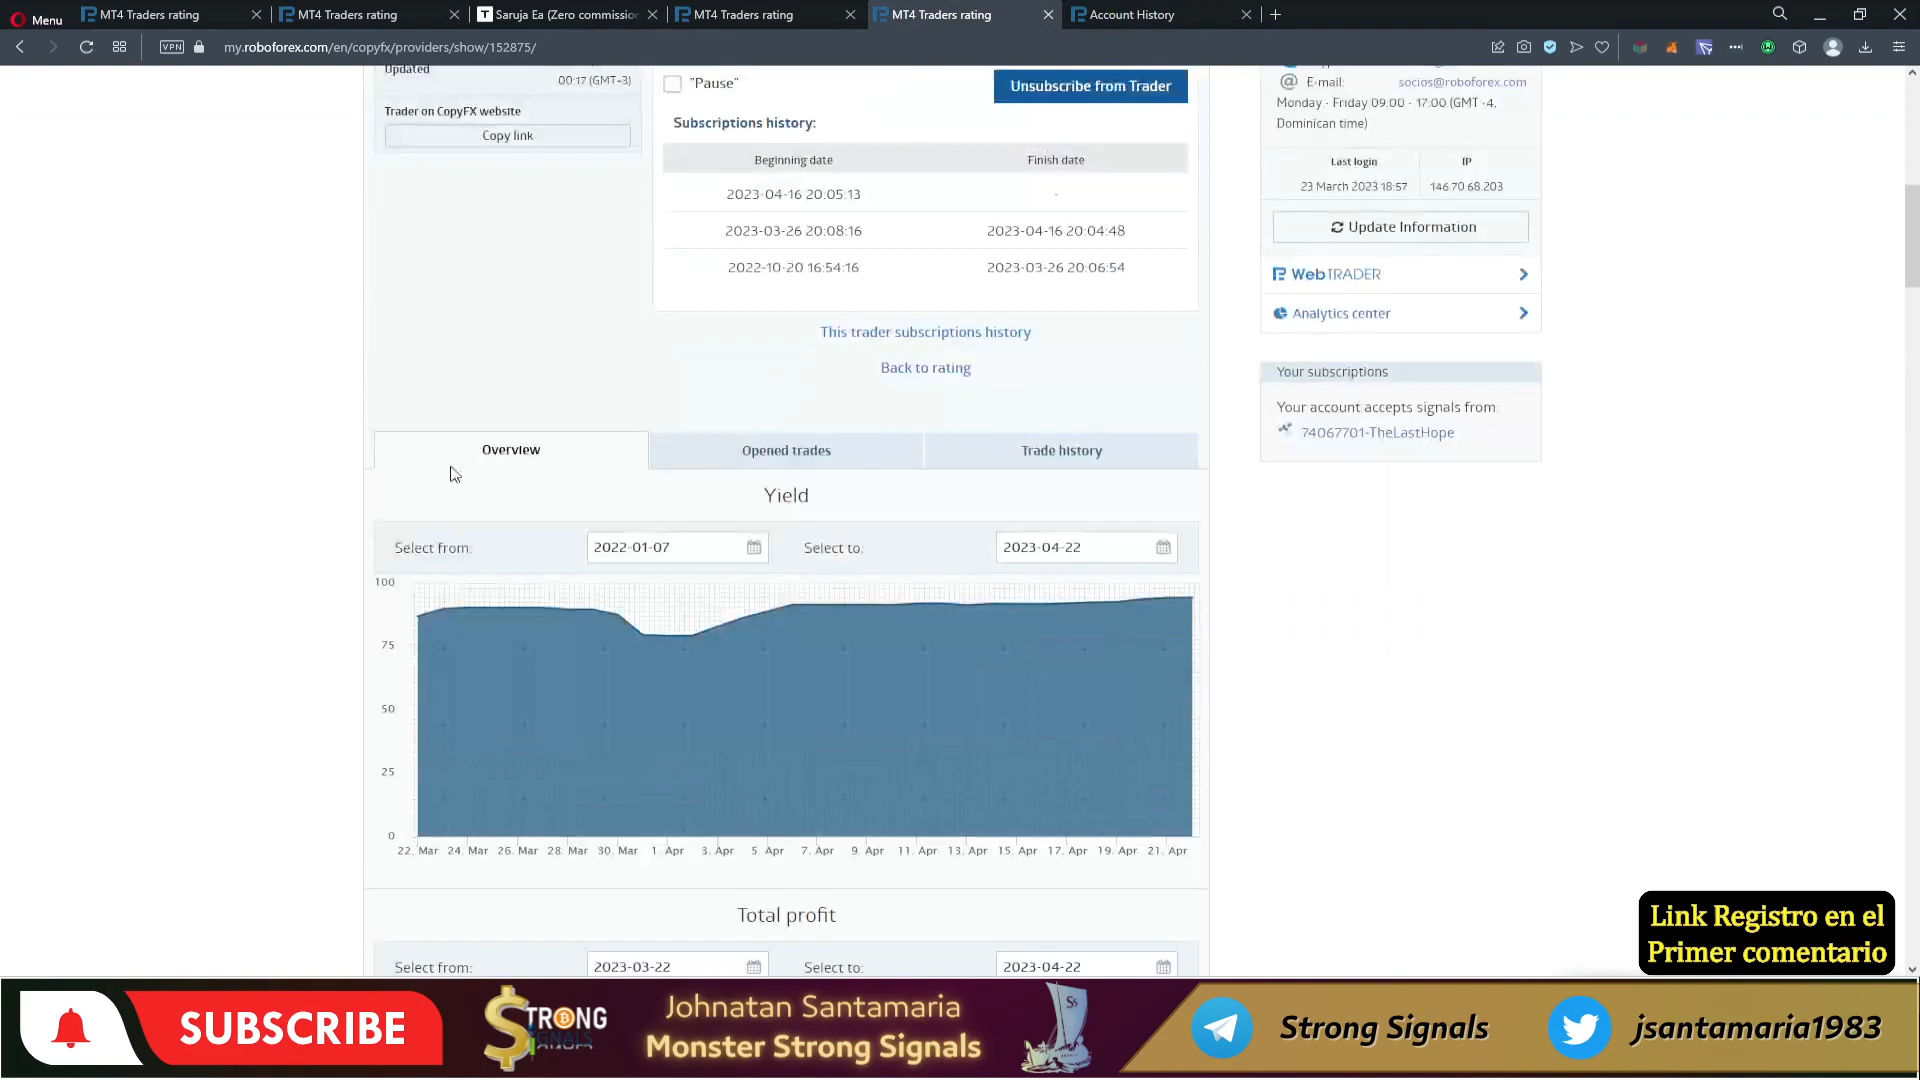 Menu
MT4 Traders rating
MT4 Traders rating
T Saruja Ea (Zero commission
MT4 Traders rating
MT4 Traders rating
Account History
VPN
my.roboforex.com/en/copyfx/providers/show/152875/
Updated
00:17 (GMT+3)
Trader on CopyFX website
Copy link
"Pause"
Unsubscribe from Trader
Subscriptions history:
Beginning date Finish date
2023-04-16 20:05:13 -
2023-03-26 20:08:16 2023-04-16 20:04:48
2022-10-20 16:54:16 2023-03-26 20:06:54
This trader subscriptions history
Back to rating
@ E-mail: socios@roboforex.com
Monday - Friday 09:00 - 17:00 (GMT -4,
Dominican time)
Last login IP
23 March 2023 18:57 146.70.68.203
Update Information
WebTRADER
Analytics center
Your subscriptions
Your account accepts signals from:
74067701-TheLastHope
Overview
Opened trades
Trade history
Yield
Select from: 2022-01-07 Select to: 2023-04-22
100
75
50
25
0
22. Mar 24. Mar 26. Mar 28. Mar 30. Mar 1. Apr 3. Apr 5. Apr 7. Apr 9. Apr 11. Apr 13. Apr 15. Apr 17. Apr 19. Apr 21. Apr
Total profit
Select from: 2023-03-22 Select to: 2023-04-22
Link Registro en el
Primer comentario
SUBSCRIBE
$TRONG
SIGNALS
Johnatan Santamaria
Monster Strong Signals
Ss
Strong Signals
jsantamaria1983